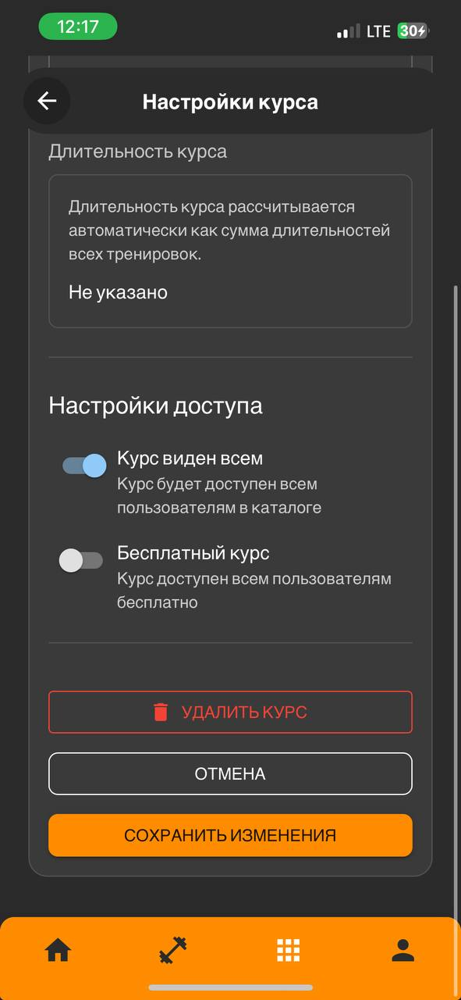 12:17
LTE 30
Настройки курса
Длительность курса
Длительность курса рассчитывается
автоматически как сумма длительностей
всех тренировок.
Не указано
Настройки доступа
Курс виден всем
Курс будет доступен всем
пользователям в каталоге
Бесплатный курс
Курс доступен всем пользователям
бесплатно
УДАЛИТЬ КУРС
ОТМЕНА
СОХРАНИТЬ ИЗМЕНЕНИЯ